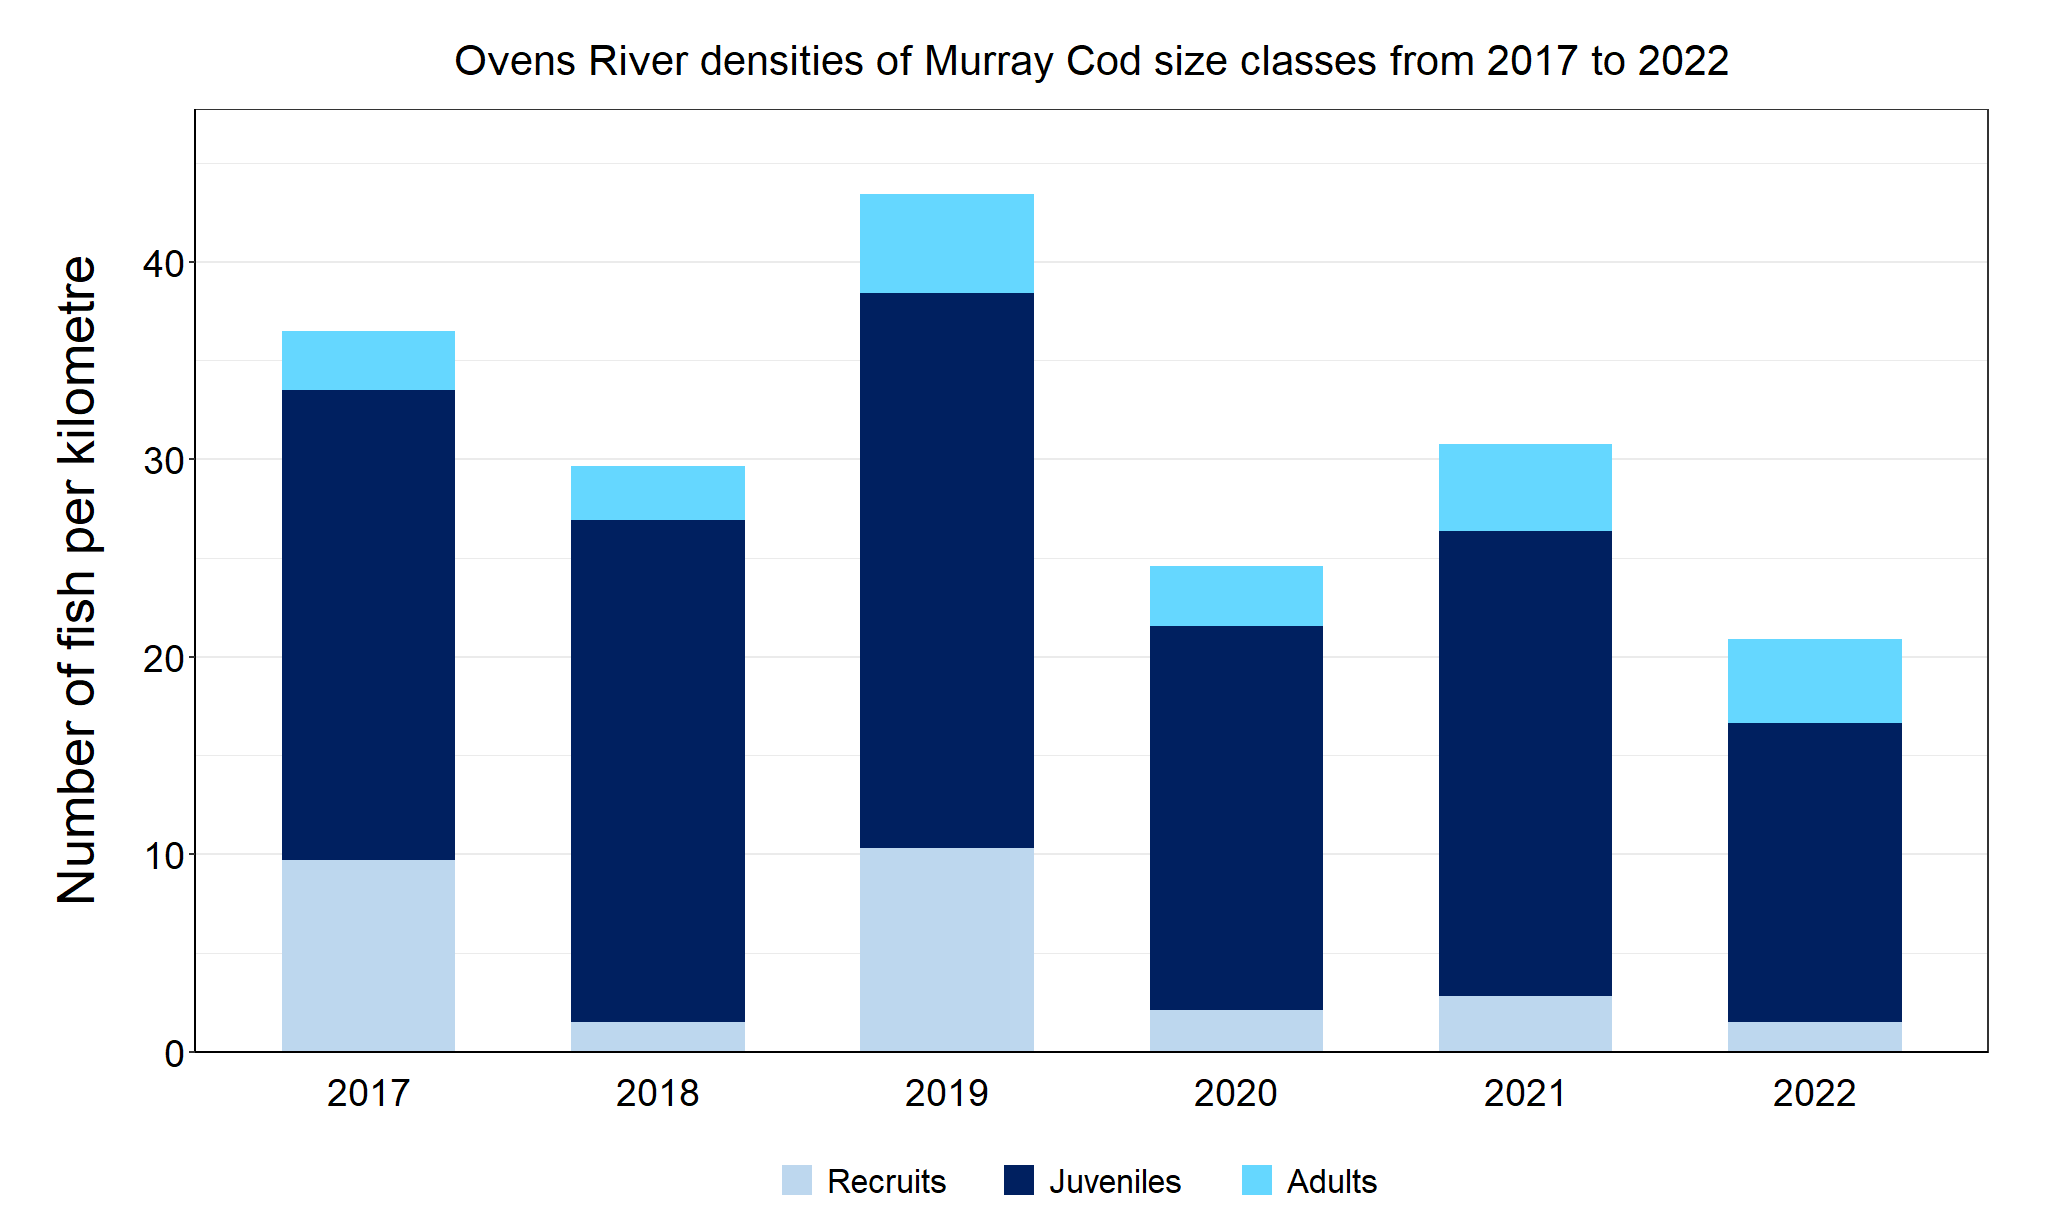 Ovens River densities of Murray Cod size classes from 2017 to 2022
Number of fish per kilometre
40
30
20
10
0
2017 2018 2019 2020 2021 2022
Recruits Juveniles Adults